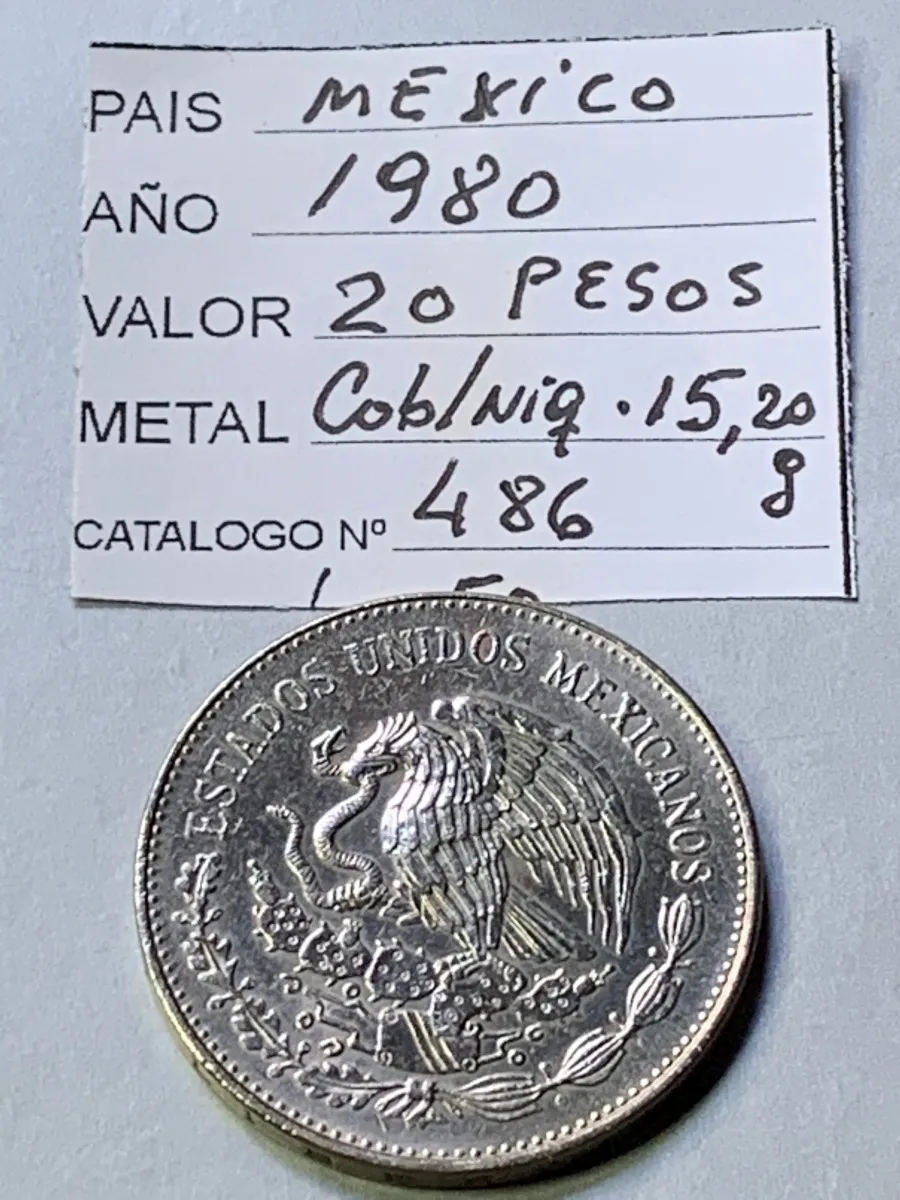 PAIS MEXICO
AÑO 1980
VALOR 20 PESOS
METAL Cob/Niq · 15,20
g
CATALOGO Nº 486
ESTADOS UNIDOS MEXICANOS